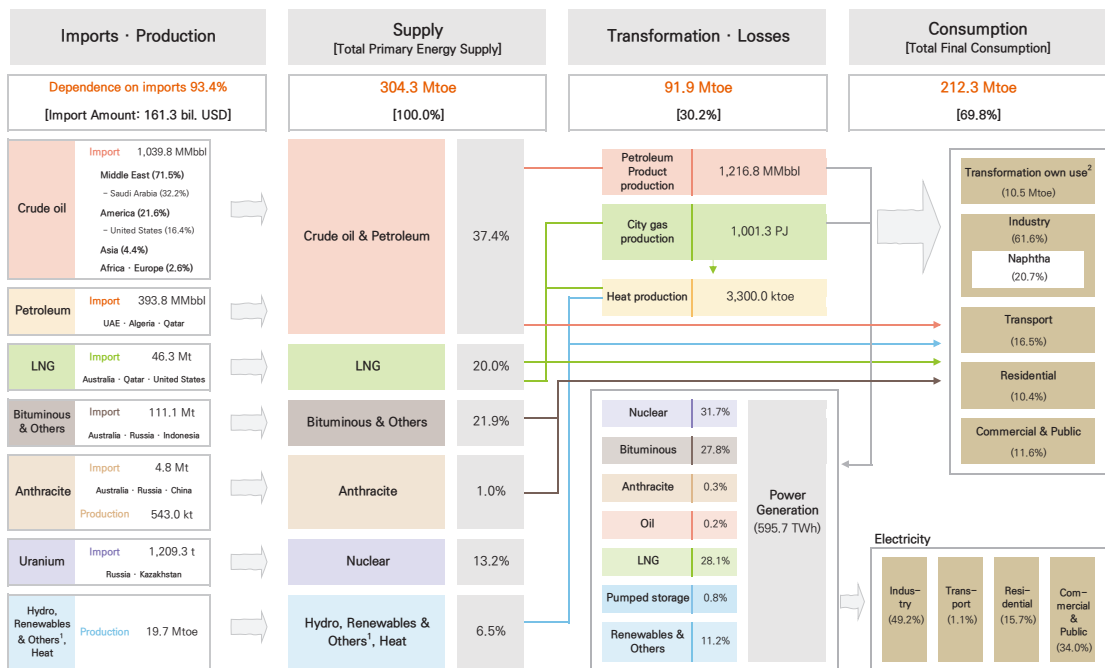 Imports · Production
Supply
[Total Primary Energy Supply]
Transformation · Losses
Consumption
[Total Final Consumption]
Dependence on imports 93.4%
[Import Amount: 161.3 bil. USD]
304.3 Mtoe
[100.0%]
91.9 Mtoe
[30.2%]
212.3 Mtoe
[69.8%]
Crude oil
Import 1,039.8 MMbbl
Middle East (71.5%)
- Saudi Arabia (32.2%)
America (21.6%)
- United States (16.4%)
Asia (4.4%)
Africa · Europe (2.6%)
Petroleum
Import 393.8 MMbbl
UAE · Algeria · Qatar
LNG
Import 46.3 Mt
Australia · Qatar · United States
Bituminous
& Others
Import 111.1 Mt
Australia · Russia · Indonesia
Anthracite
Import 4.8 Mt
Australia · Russia · China
Production 543.0 kt
Uranium
Import 1,209.3 t
Russia · Kazakhstan
Hydro,
Renewables
& Others1,
Heat
Production 19.7 Mtoe
Crude oil & Petroleum 37.4%
LNG 20.0%
Bituminous & Others 21.9%
Anthracite 1.0%
Nuclear 13.2%
Hydro, Renewables &
Others1, Heat
6.5%
Petroleum
Product
production
1,216.8 MMbbl
City gas
production
1,001.3 PJ
Heat production 3,300.0 ktoe
Nuclear 31.7%
Bituminous 27.8%
Anthracite 0.3%
Oil 0.2%
LNG 28.1%
Pumped storage 0.8%
Renewables &
Others
11.2%
Power
Generation
(595.7 TWh)
Transformation own use2
(10.5 Mtoe)
Industry
(61.6%)
Naphtha
(20.7%)
Transport
(16.5%)
Residential
(10.4%)
Commercial & Public
(11.6%)
Electricity
Indus-
try
(49.2%)
Trans-
port
(1.1%)
Resi-
dential
(15.7%)
Com-
mercial
&
Public
(34.0%)